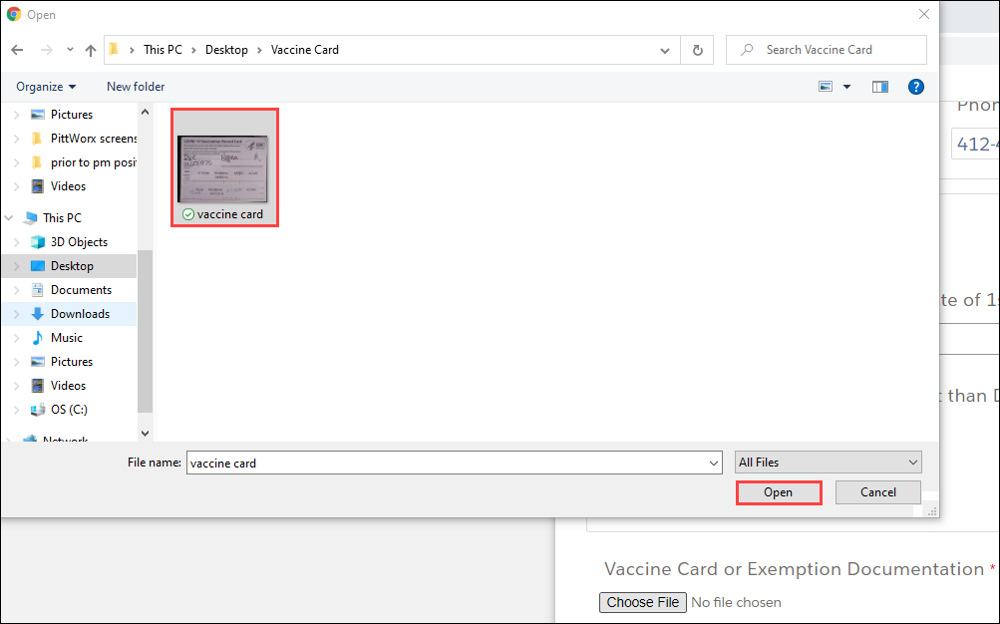 Open
This PC > Desktop > Vaccine Card
Search Vaccine Card
Organize
New folder
?
Pictures
PittWorx screens
prior to pm posit
Videos
This PC
3D Objects
Desktop
Documents
Downloads
Music
Pictures
Videos
OS (C:)
Network
vaccine card
File name:
vaccine card
All Files
Open
Cancel
Phon
412-4
te of 1s
than D
Vaccine Card or Exemption Documentation *
Choose File No file chosen